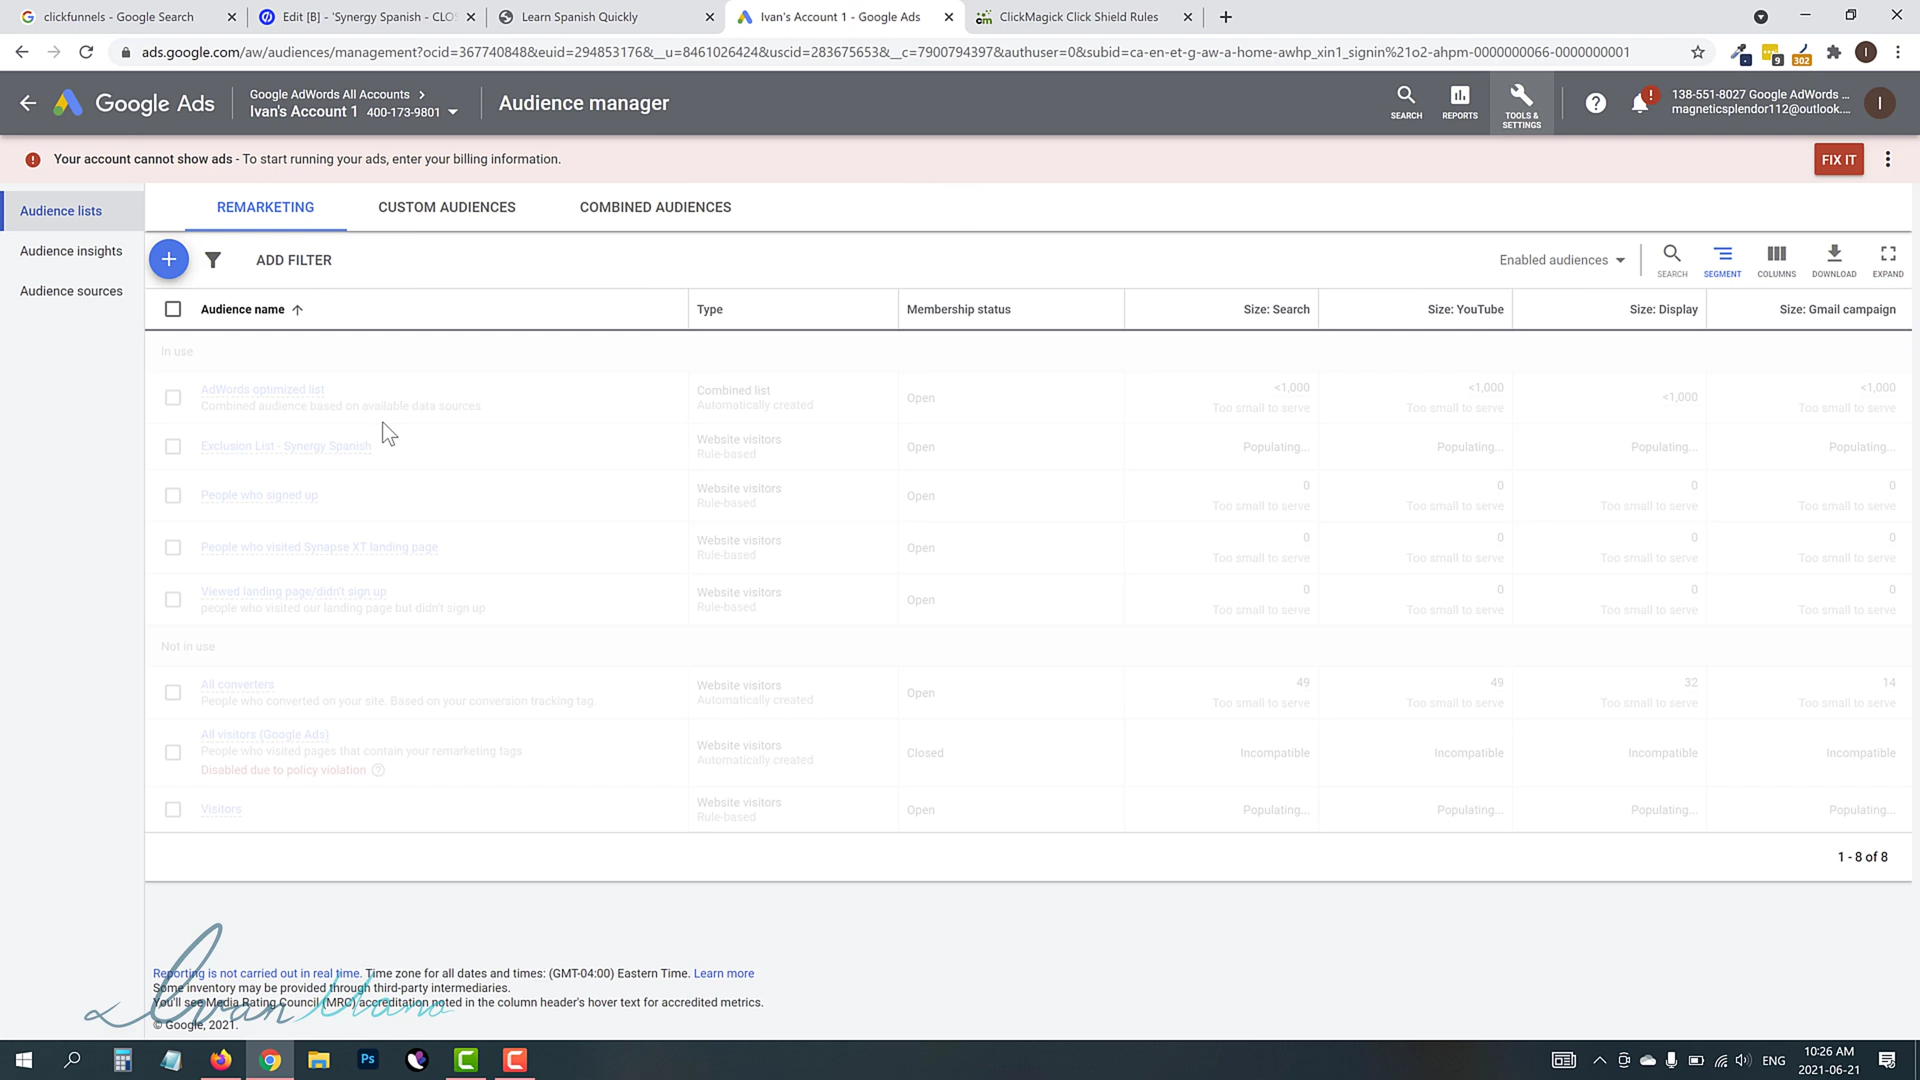 clickfunnels - Google Search
Edit [B] - 'Synergy Spanish - CLO
Learn Spanish Quickly
Ivan's Account 1 - Google Ads
ClickMagick Click Shield Rules
ads.google.com/aw/audiences/management?ocid=367740848&euid=294853176&__u=8461026424&uscid=283675653&__c=7900794397&authuser=0&subid=ca-en-et-g-aw-a-home-awhp_xin1_signin%21o2-ahpm-0000000066-0000000001
9
302
I
Google Ads
Google AdWords All Accounts
Ivan's Account 1 400-173-9801
Audience manager
SEARCH
REPORTS
TOOLS & SETTINGS
138-551-8027 Google AdWords ...
magneticsplendor112@outlook....
I
Your account cannot show ads - To start running your ads, enter your billing information.
FIX IT
Audience lists
Audience insights
Audience sources
REMARKETING
CUSTOM AUDIENCES
COMBINED AUDIENCES
ADD FILTER
Enabled audiences
SEARCH
SEGMENT
COLUMNS
DOWNLOAD
EXPAND
Audience name
Type
Membership status
Size: Search
Size: YouTube
Size: Display
Size: Gmail campaign
In use
AdWords optimized list
Combined audience based on available data sources
Combined list
Automatically created
Open
<1,000
Too small to serve
<1,000
Too small to serve
<1,000
<1,000
Too small to serve
Exclusion List - Synergy Spanish
Website visitors
Rule-based
Open
Populating...
Populating...
Populating...
Populating...
People who signed up
Website visitors
Rule-based
Open
0
Too small to serve
0
Too small to serve
0
Too small to serve
0
Too small to serve
People who visited Synapse XT landing page
Website visitors
Rule-based
Open
0
Too small to serve
0
Too small to serve
0
Too small to serve
0
Too small to serve
Viewed landing page/didn't sign up
people who visited our landing page but didn't sign up
Website visitors
Rule-based
Open
0
Too small to serve
0
Too small to serve
0
Too small to serve
0
Too small to serve
Not in use
All converters
People who converted on your site. Based on your conversion tracking tag.
Website visitors
Automatically created
Open
49
Too small to serve
49
Too small to serve
32
Too small to serve
14
Too small to serve
All visitors (Google Ads)
People who visited pages that contain your remarketing tags
Disabled due to policy violation
Website visitors
Automatically created
Closed
Incompatible
Incompatible
Incompatible
Incompatible
Visitors
Website visitors
Rule-based
Open
Populating...
Populating...
Populating...
Populating...
1 - 8 of 8
Reporting is not carried out in real time. Time zone for all dates and times: (GMT-04:00) Eastern Time. Learn more
Some inventory may be provided through third-party intermediaries.
You'll see Media Rating Council (MRC) accreditation noted in the column header's hover text for accredited metrics.
© Google, 2021.
Ivan Mana
Ps
ENG
10:26 AM
2021-06-21